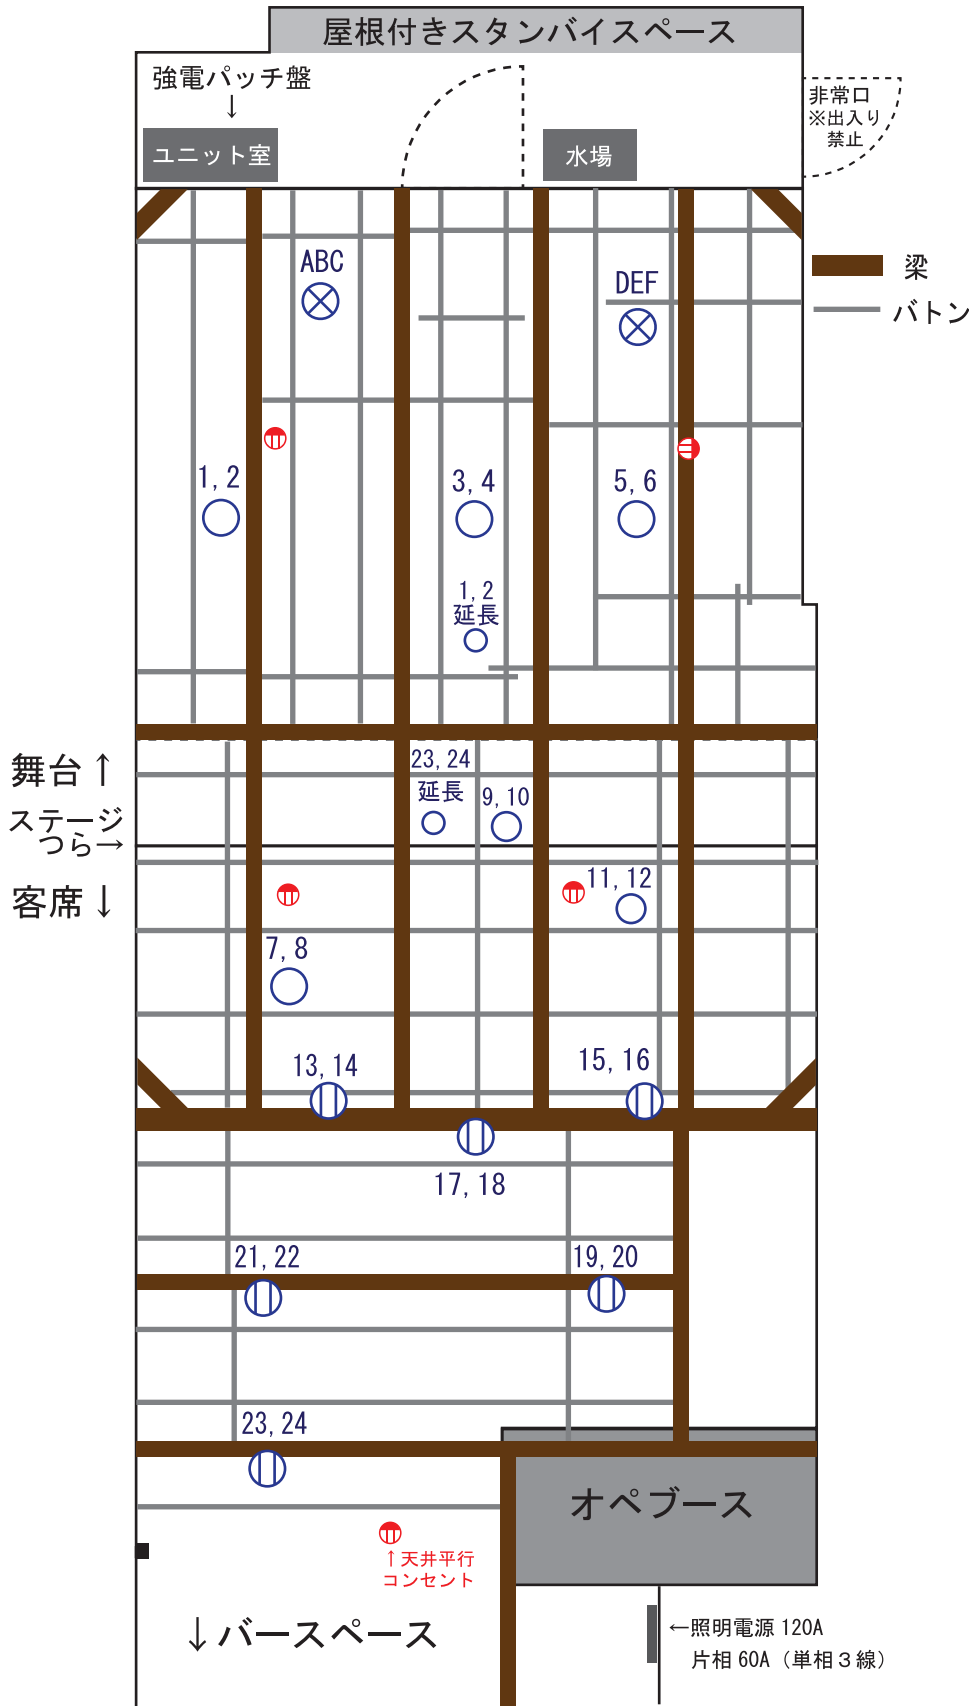 屋根付きスタンバイスペース
強電パッチ盤
↓
ユニット室
水場
非常口
※出入り
禁止
梁
バトン
ABC
DEF
1, 2
3, 4
5, 6
1, 2
延長
舞台↑
ステージ
つら→
客席↓
23, 24
延長
9, 10
11, 12
7, 8
13, 14
15, 16
17, 18
21, 22
19, 20
23, 24
オペブース
↑天井平行
コンセント
↓バースペース
←照明電源 120A
片相 60A（単相３線）